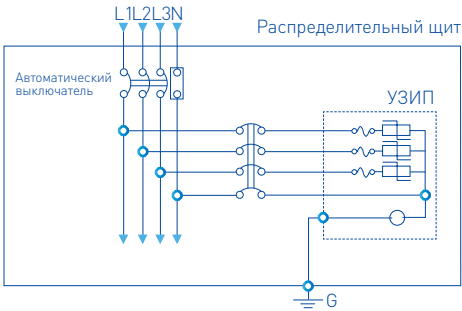 L1L2L3N
Распределительный щит
Автоматический
выключатель
УЗИП
G